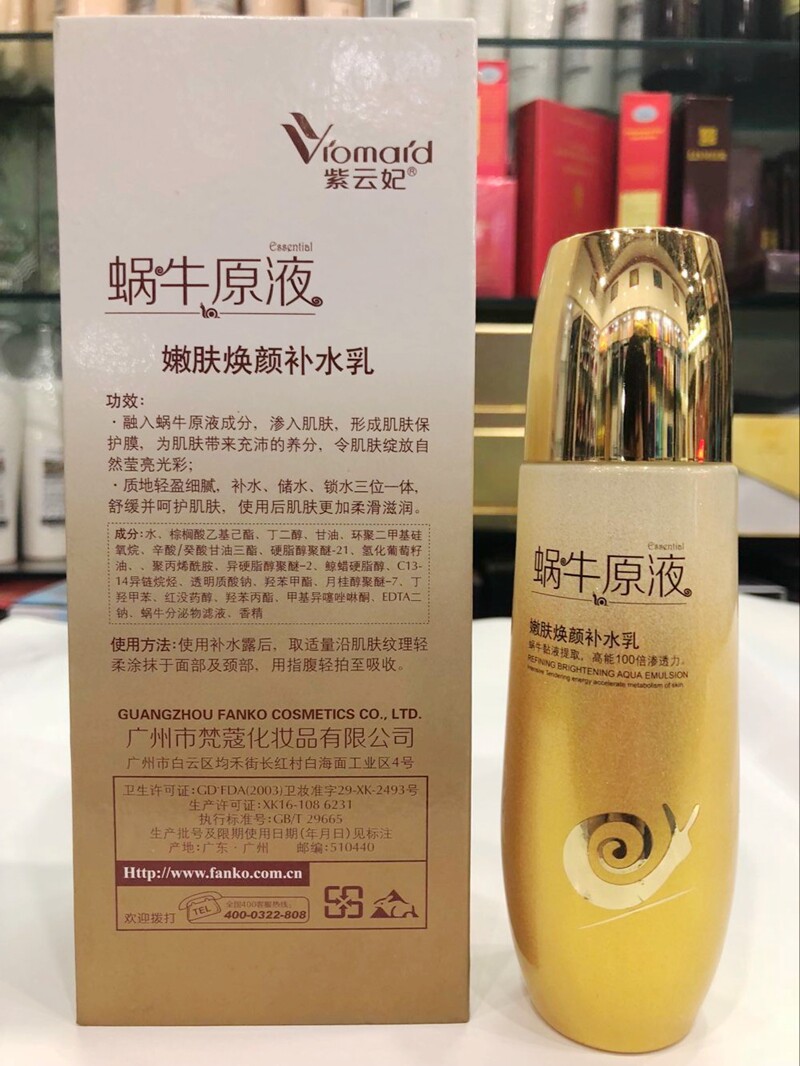 Vromard
紫云妃®
Essential
蜗牛原液
嫩肤焕颜补水乳
功效:
·融入蜗牛原液成分，渗入肌肤，形成肌肤保
护膜，为肌肤带来充沛的养分，令肌肤绽放自
然莹亮光彩;
·质地轻盈细腻，补水、储水、锁水三位一体，
舒缓并呵护肌肤，使用后肌肤更加柔滑滋润。
成分:水、棕榈酸乙基己酯、丁二醇、甘油、环聚二甲基硅
氧烷、辛酸/癸酸甘油三酯、硬脂醇聚醚-21、氢化葡萄籽
油、、聚丙烯酰胺、异硬脂醇聚醚-2、鲸蜡硬脂醇、C13-
14异链烷烃、透明质酸钠、羟苯甲酯、月桂醇聚醚-7、丁
羟甲苯、红没药醇、羟苯丙酯、甲基异噻唑啉酮、EDTA二
钠、蜗牛分泌物滤液、香精
使用方法:使用补水露后，取适量沿肌肤纹理轻
柔涂抹于面部及颈部，用指腹轻拍至吸收。
GUANGZHOU FANKO COSMETICS CO., LTD.
广州市梵蔻化妆品有限公司
广州市白云区均禾街长红村白海面工业区4号
卫生许可证:GD·FDA(2003)卫妆准字29-XK-2493号
生产许可证:XK16-108 6231
执行标准号:GB/T 29665
生产批号及限期使用日期(年月日)见标注
产地:广东·广州 邮编:510440
Http://www.fanko.com.cn
欢迎拨打
TEL
全国400客服热线:
400-0322-808
Essential
蜗牛原液
嫩肤焕颜补水乳
蜗牛黏液提取，高能100倍渗透力。
REFINING BRIGHTENING AQUA EMULSION
Intensive Tendering energy accelerate metabolism of skin